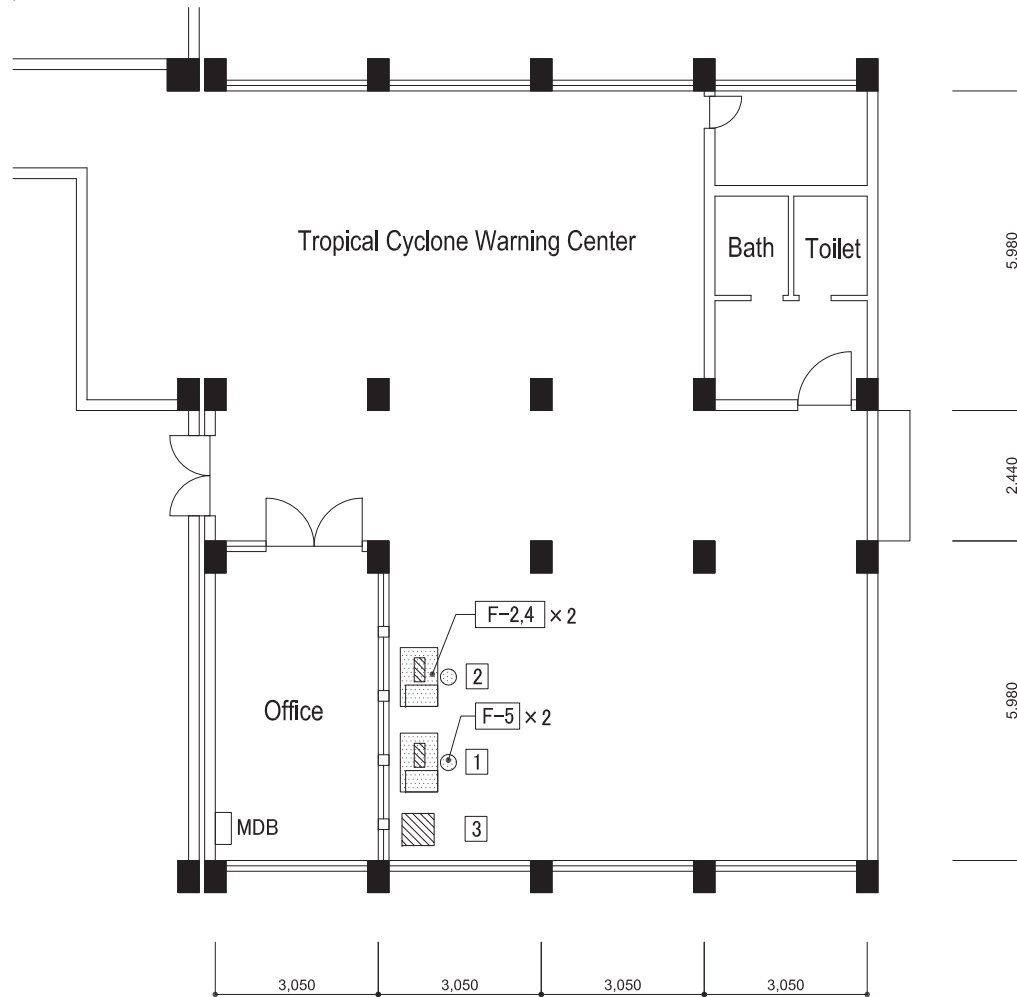 Tropical Cyclone Warning Center
Bath
Toilet
5.980
2.440
F-2,4 ×2
2
Office
F-5 ×2
5.980
1
MDB
3
3,050
3,050
3,050
3,050